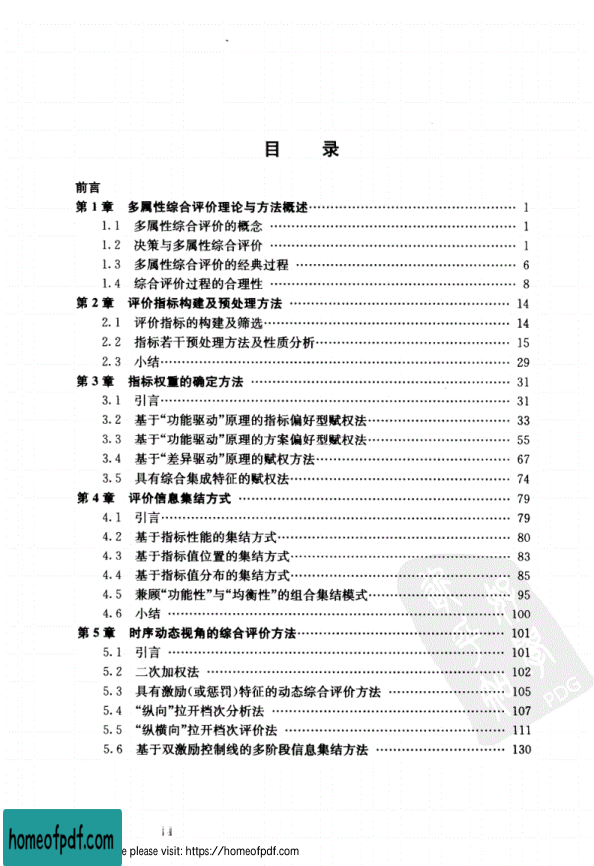 目 录
前言
第1章 多属性综合评价理论与方法概述…… 1
1.1 多属性综合评价的概念 …… 1
1.2 决策与多属性综合评价 …… 1
1.3 多属性综合评价的经典过程 …… 6
1.4 综合评价过程的合理性 …… 8
第2章 评价指标构建及预处理方法 …… 14
2.1 评价指标的构建及筛选…… 14
2.2 指标若干预处理方法及性质分析…… 15
2.3 小结…… 29
第3章 指标权重的确定方法 …… 31
3.1 引言…… 31
3.2 基于“功能驱动”原理的指标偏好型赋权法…… 33
3.3 基于“功能驱动”原理的方案偏好型赋权法…… 55
3.4 基于“差异驱动”原理的赋权方法…… 67
3.5 具有综合集成特征的赋权法…… 74
第4章 评价信息集结方式 …… 79
4.1 引言…… 79
4.2 基于指标性能的集结方式…… 80
4.3 基于指标值位置的集结方式…… 83
4.4 基于指标值分布的集结方式…… 85
4.5 兼顾“功能性”与“均衡性”的组合集结模式…… 95
4.6 小结 …… 100
第5章 时序动态视角的综合评价方法…… 101
5.1 引言 …… 101
5.2 二次加权法 …… 102
5.3 具有激励(或惩罚)特征的动态综合评价方法 …… 105
5.4 “纵向”拉开档次分析法 …… 107
5.5 “纵横向”拉开档次评价法 …… 111
5.6 基于双激励控制线的多阶段信息集结方法 …… 130
PDG
homeofpdf.com
e please visit: https://homeofpdf.com